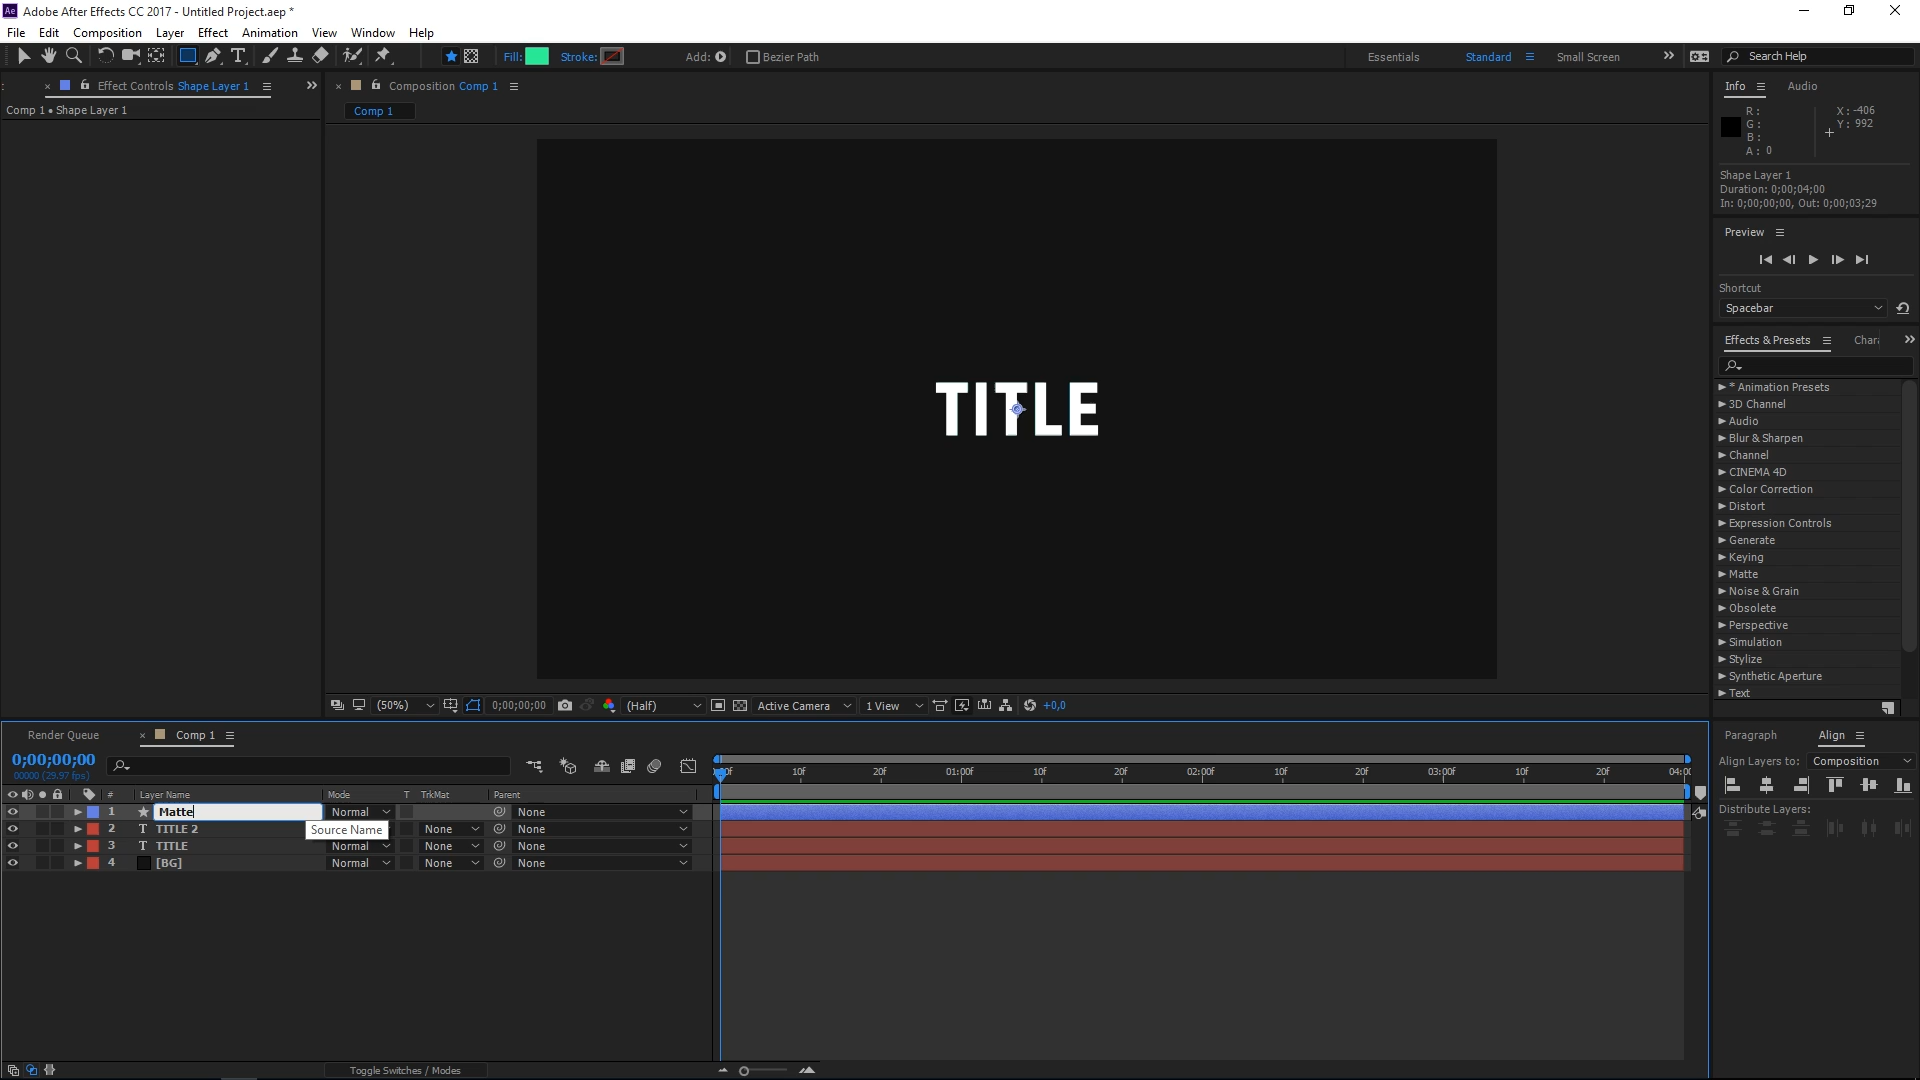 Ae Adobe After Effects CC 2017 - Untitled Project.aep *
File Edit Composition Layer Effect Animation View Window Help
Fill: Stroke: Add: Bezier Path Essentials Standard Small Screen Search Help
Effect Controls Shape Layer 1
Comp 1 • Shape Layer 1
Composition Comp 1
Comp 1
TITLE
(50%) 0;00;00;00 (Half) Active Camera 1 View +0,0
Info Audio
R: X: -406
G: Y: 992
B:
A: 0
Shape Layer 1
Duration: 0;00;04;00
In: 0;00;00;00, Out: 0;00;03;29
Preview
Shortcut
Spacebar
Effects & Presets Char
* Animation Presets
3D Channel
Audio
Blur & Sharpen
Channel
CINEMA 4D
Color Correction
Distort
Expression Controls
Generate
Keying
Matte
Noise & Grain
Obsolete
Perspective
Simulation
Stylize
Synthetic Aperture
Text
Render Queue Comp 1
0;00;00;00
00000 (29.97 fps)
# Layer Name Mode T TrkMat Parent
1 Matte Normal None
2 TITLE 2 None None
Source Name
3 TITLE Normal None None
4 [BG] Normal None None
10f 20f 01:00f 10f 20f 02:00f 10f 20f 03:00f 10f 20f 04:00
Toggle Switches / Modes
Paragraph Align
Align Layers to: Composition
Distribute Layers: